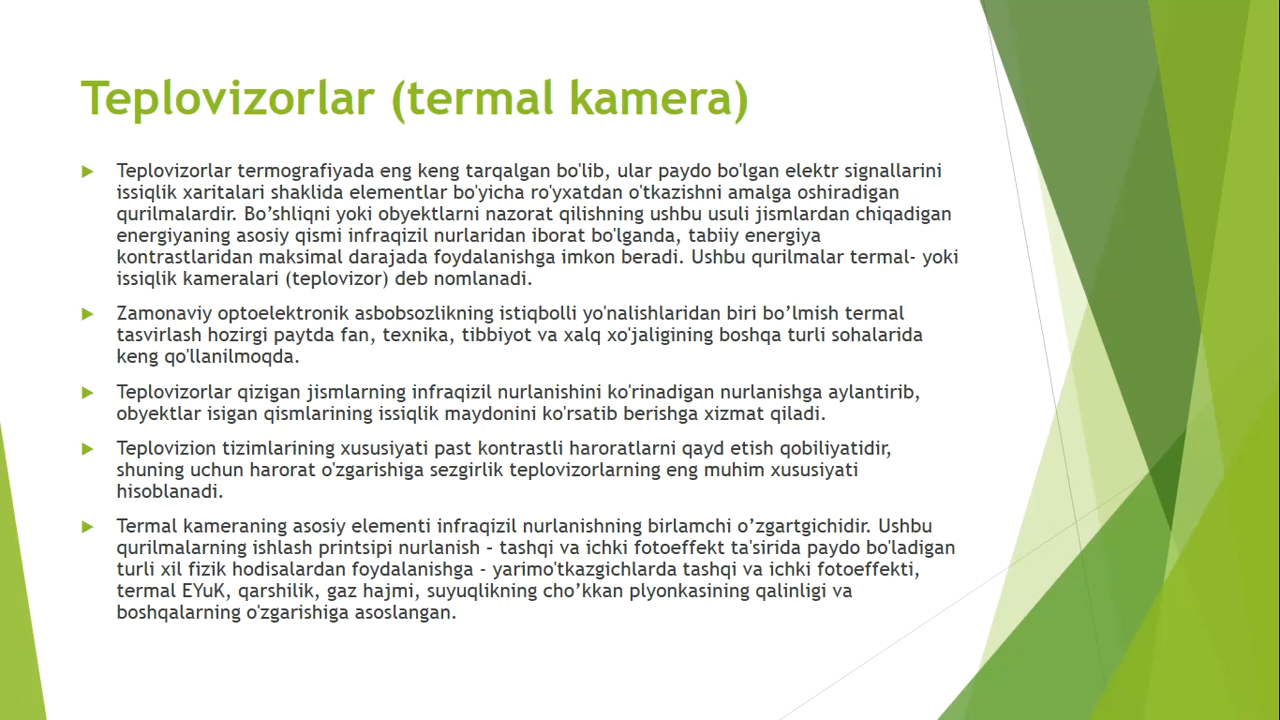 Teplovizorlar (termal kamera)
Teplovizorlar termografiyada eng keng tarqalgan bo'lib, ular paydo bo'lgan elektr signallarini
issiqlik xaritalari shaklida elementlar bo'yicha ro'yxatdan o'tkazishni amalga oshiradigan
qurilmalardir. Bo’shliqni yoki obyektlarni nazorat qilishning ushbu usuli jismlardan chiqadigan
energiyaning asosiy qismi infraqizil nurlaridan iborat bo'lganda, tabiiy energiya
kontrastlaridan maksimal darajada foydalanishga imkon beradi. Ushbu qurilmalar termal- yoki
issiqlik kameralari (teplovizor) deb nomlanadi.
Zamonaviy optoelektronik asbobsozlikning istiqbolli yo'nalishlaridan biri bo’lmish termal
tasvirlash hozirgi paytda fan, texnika, tibbiyot va xalq xo'jaligining boshqa turli sohalarida
keng qo'llanilmoqda.
Teplovizorlar qizigan jismlarning infraqizil nurlanishini ko'rinadigan nurlanishga aylantirib,
obyektlar isigan qismlarining issiqlik maydonini ko'rsatib berishga xizmat qiladi.
Teplovizion tizimlarining xususiyati past kontrastli haroratlarni qayd etish qobiliyatidir,
shuning uchun harorat o'zgarishiga sezgirlik teplovizorlarning eng muhim xususiyati
hisoblanadi.
Termal kameraning asosiy elementi infraqizil nurlanishning birlamchi o’zgartgichidir. Ushbu
qurilmalarning ishlash printsipi nurlanish – tashqi va ichki fotoeffekt ta'sirida paydo bo'ladigan
turli xil fizik hodisalardan foydalanishga - yarimo'tkazgichlarda tashqi va ichki fotoeffekti,
termal EYuK, qarshilik, gaz hajmi, suyuqlikning cho’kkan plyonkasining qalinligi va
boshqalarning o'zgarishiga asoslangan.